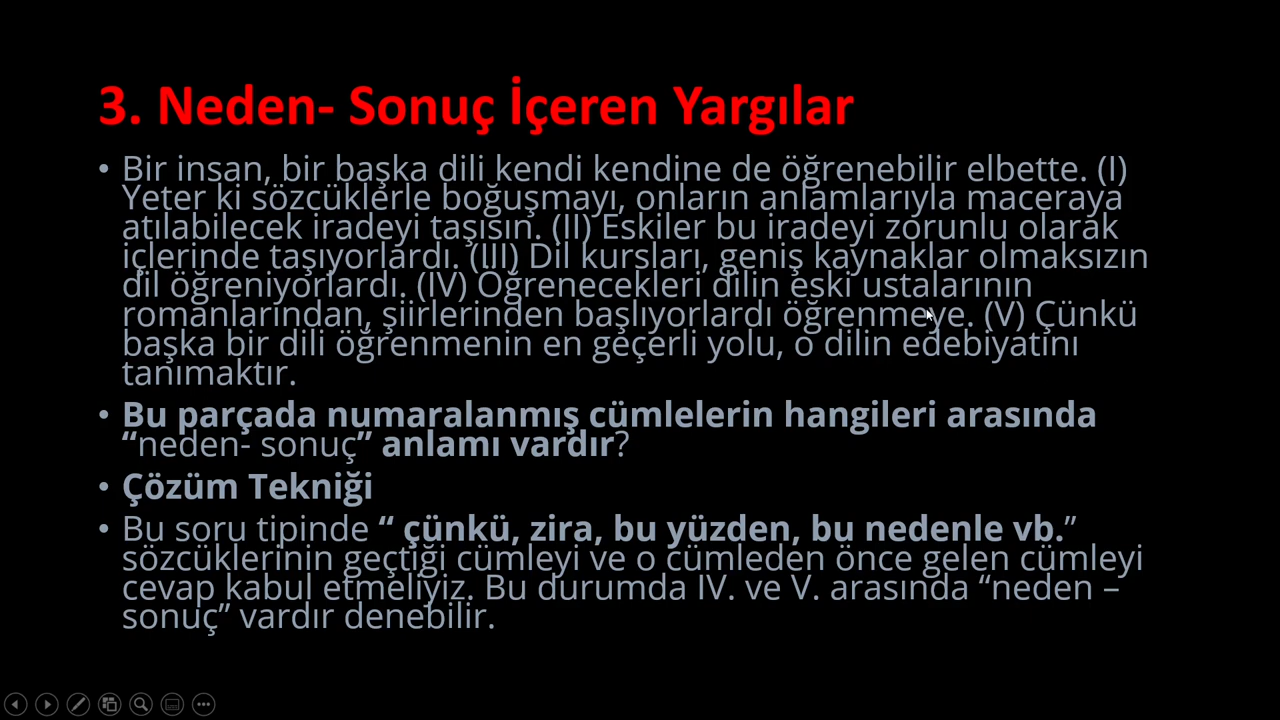 3. Neden- Sonuç İçeren Yargılar
• Bir insan, bir başka dili kendi kendine de öğrenebilir elbette. (I)
Yeter ki sözcüklerle boğuşmayı, onların anlamlarıyla maceraya
atılabilecek iradeyi taşısın. (II) Eskiler bu iradeyi zorunlu olarak
içlerinde taşıyorlardı. (III) Dil kursları, geniş kaynaklar olmaksızın
dil öğreniyorlardı. (IV) Öğrenecekleri dilin eski ustalarının
romanlarından, şiirlerinden başlıyorlardı öğrenmeye. (V) Çünkü
başka bir dili öğrenmenin en geçerli yolu, o dilin edebiyatını
tanımaktır.
• Bu parçada numaralanmış cümlelerin hangileri arasında
“neden- sonuç” anlamı vardır?
• Çözüm Tekniği
• Bu soru tipinde “ çünkü, zira, bu yüzden, bu nedenle vb.”
sözcüklerinin geçtiği cümleyi ve o cümleden önce gelen cümleyi
cevap kabul etmeliyiz. Bu durumda IV. ve V. arasında “neden –
sonuç” vardır denebilir.